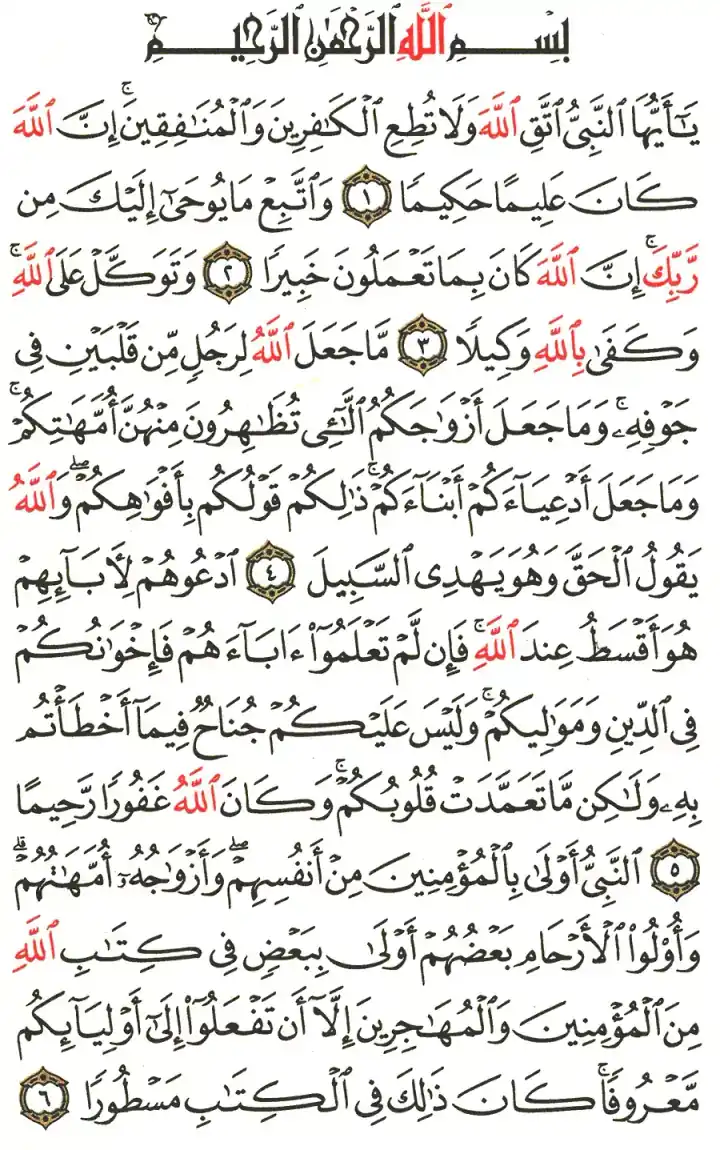 بِسْمِ ٱللَّهِ ٱلرَّحْمَٰنِ ٱلرَّحِيمِ
يَٰٓأَيُّهَا ٱلنَّبِيُّ ٱتَّقِ ٱللَّهَ وَلَا تُطِعِ ٱلْكَٰفِرِينَ وَٱلْمُنَٰفِقِينَۚ إِنَّ ٱللَّهَ
كَانَ عَلِيمًا حَكِيمًا ١ وَٱتَّبِعْ مَا يُوحَىٰٓ إِلَيْكَ مِن
رَّبِّكَۚ إِنَّ ٱللَّهَ كَانَ بِمَا تَعْمَلُونَ خَبِيرًا ٢ وَتَوَكَّلْ عَلَى ٱللَّهِۚ
وَكَفَىٰ بِٱللَّهِ وَكِيلًا ٣ مَّا جَعَلَ ٱللَّهُ لِرَجُلٍ مِّن قَلْبَيْنِ فِى
جَوْفِهِۦۚ وَمَا جَعَلَ أَزْوَٰجَكُمُ ٱلَّٰٓـِٔى تُظَٰهِرُونَ مِنْهُنَّ أُمَّهَٰتِكُمْۚ
وَمَا جَعَلَ أَدْعِيَآءَكُمْ أَبْنَآءَكُمْۚ ذَٰلِكُمْ قَوْلُكُم بِأَفْوَٰهِكُمْۖ وَٱللَّهُ
يَقُولُ ٱلْحَقَّ وَهُوَ يَهْدِى ٱلسَّبِيلَ ٤ ٱدْعُوهُمْ لِأَبَآئِهِمْ
هُوَ أَقْسَطُ عِندَ ٱللَّهِۚ فَإِن لَّمْ تَعْلَمُوٓا۟ ءَابَآءَهُمْ فَإِخْوَٰنُكُمْ
فِى ٱلدِّينِ وَمَوَٰلِيكُمْۚ وَلَيْسَ عَلَيْكُمْ جُنَاحٌ فِيمَآ أَخْطَأْتُم
بِهِۦ وَلَٰكِن مَّا تَعَمَّدَتْ قُلُوبُكُمْۚ وَكَانَ ٱللَّهُ غَفُورًا رَّحِيمًا
٥ ٱلنَّبِيُّ أَوْلَىٰ بِٱلْمُؤْمِنِينَ مِنْ أَنفُسِهِمْۖ وَأَزْوَٰجُهُۥٓ أُمَّهَٰتُهُمْۗ
وَأُو۟لُوا۟ ٱلْأَرْحَامِ بَعْضُهُمْ أَوْلَىٰ بِبَعْضٍ فِى كِتَٰبِ ٱللَّهِ
مِنَ ٱلْمُؤْمِنِينَ وَٱلْمُهَٰجِرِينَ إِلَّآ أَن تَفْعَلُوٓا۟ إِلَىٰٓ أَوْلِيَآئِكُم
مَّعْرُوفًاۚ كَانَ ذَٰلِكَ فِى ٱلْكِتَٰبِ مَسْطُورًا ٦